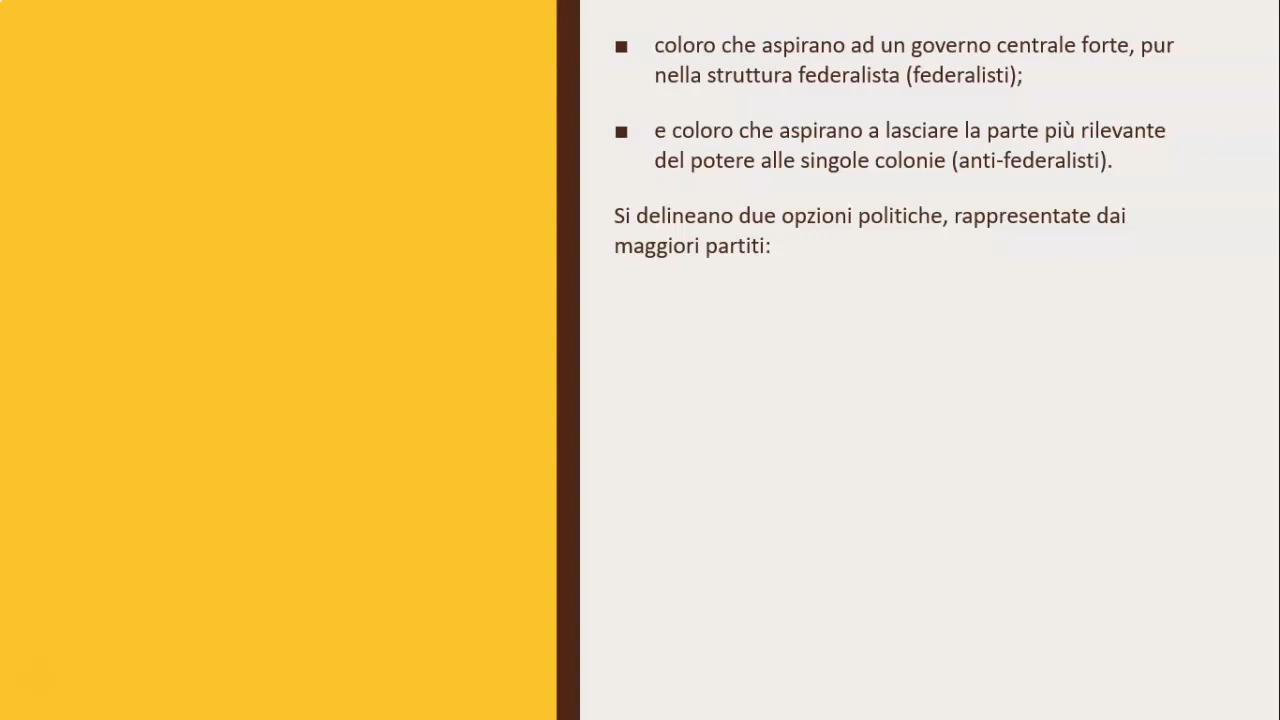 ▪ coloro che aspirano ad un governo centrale forte, pur
nella struttura federalista (federalisti);
▪ e coloro che aspirano a lasciare la parte più rilevante
del potere alle singole colonie (anti-federalisti).
Si delineano due opzioni politiche, rappresentate dai
maggiori partiti: